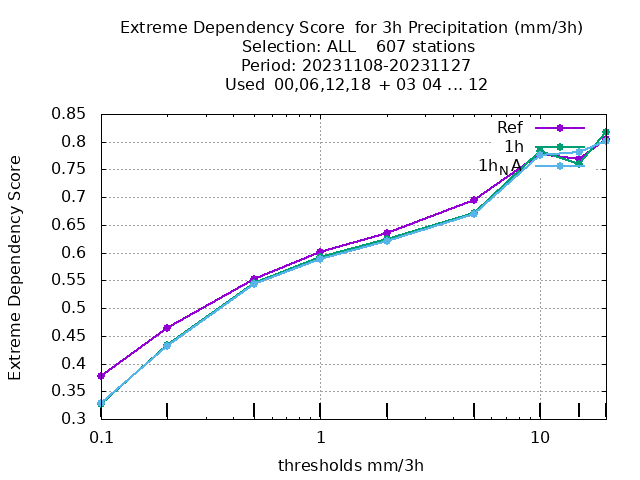 Extreme Dependency Score  for 3h Precipitation (mm/3h)
Selection: ALL    607 stations
Period: 20231108-20231127
Used  00,06,12,18  + 03 04 ... 12
Extreme Dependency Score
0.85
0.8
0.75
0.7
0.65
0.6
0.55
0.5
0.45
0.4
0.35
0.3
Ref
1h
1h_NA
0.1
1
10
thresholds mm/3h